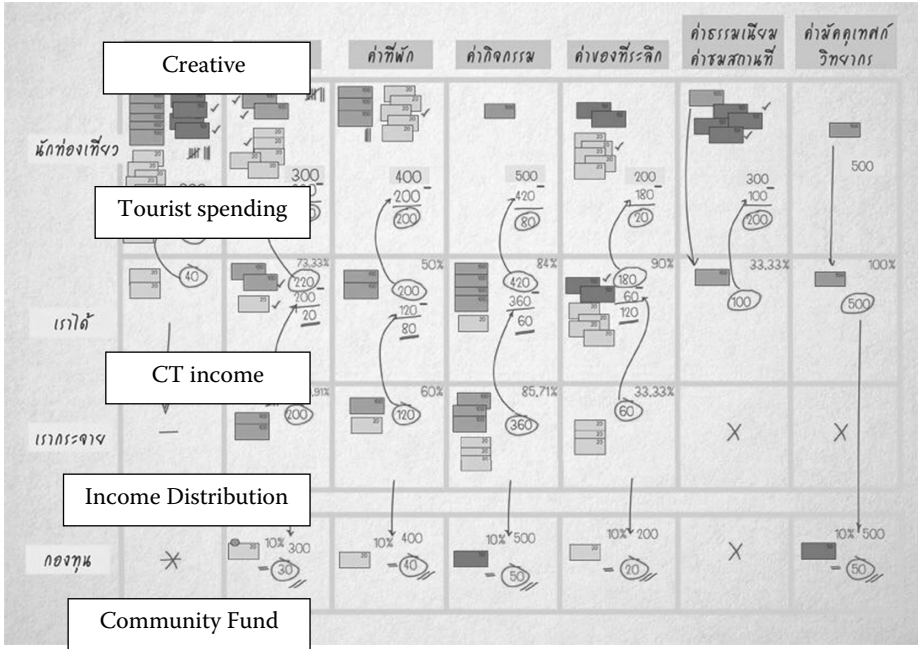 Creative
ค่าที่พัก
ค่ากิจกรรม
ค่าของที่ระลึก
ค่าธรรมเนียม
ค่าชมสถานที่
ค่ามัคคุเทศก์
วิทยากร
นักท่องเที่ยว
300
400
200
200
500
420
80
200
180
20
300
100
200
500
Tourist spending
เราได้
40
73,33%
220
200
20
50%
200
120
80
84%
420
360
60
90%
180
60
120
33,33%
100
100%
500
CT income
เรากระจาย
200
60%
120
85,71%
360
33,33%
60
X
X
Income Distribution
กองทุน
10% 300
= 30
10% 400
= 40
10% 500
= 50
10% 200
= 20
X
10% 500
= 50
Community Fund